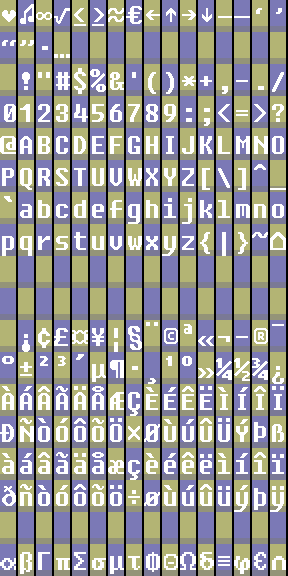 ♥♫∞√≤≥≈€←↑→↓—–‘’
“”•…
!"#$%&'()*+,-./
0123456789:;<=>?
@ABCDEFGHIJKLMNO
PQRSTUVWXYZ[\]^_
`abcdefghijklmno
pqrstuvwxyz{|}~⌂
¡¢£¤¥¦§¨©ª«¬-®¯
°±²³´µ¶·¸¹º»¼½¾¿
ÀÁÂÃÄÅÆÇÈÉÊËÌÍÎÏ
ÐÑÒÓÔÕÖ×ØÙÚÛÜÝÞß
àáâãäåæçèéêëìíîï
ðñòóôõö÷øùúûüýþÿ
αβΓπΣσµτΦΘΩδ≡φε∩